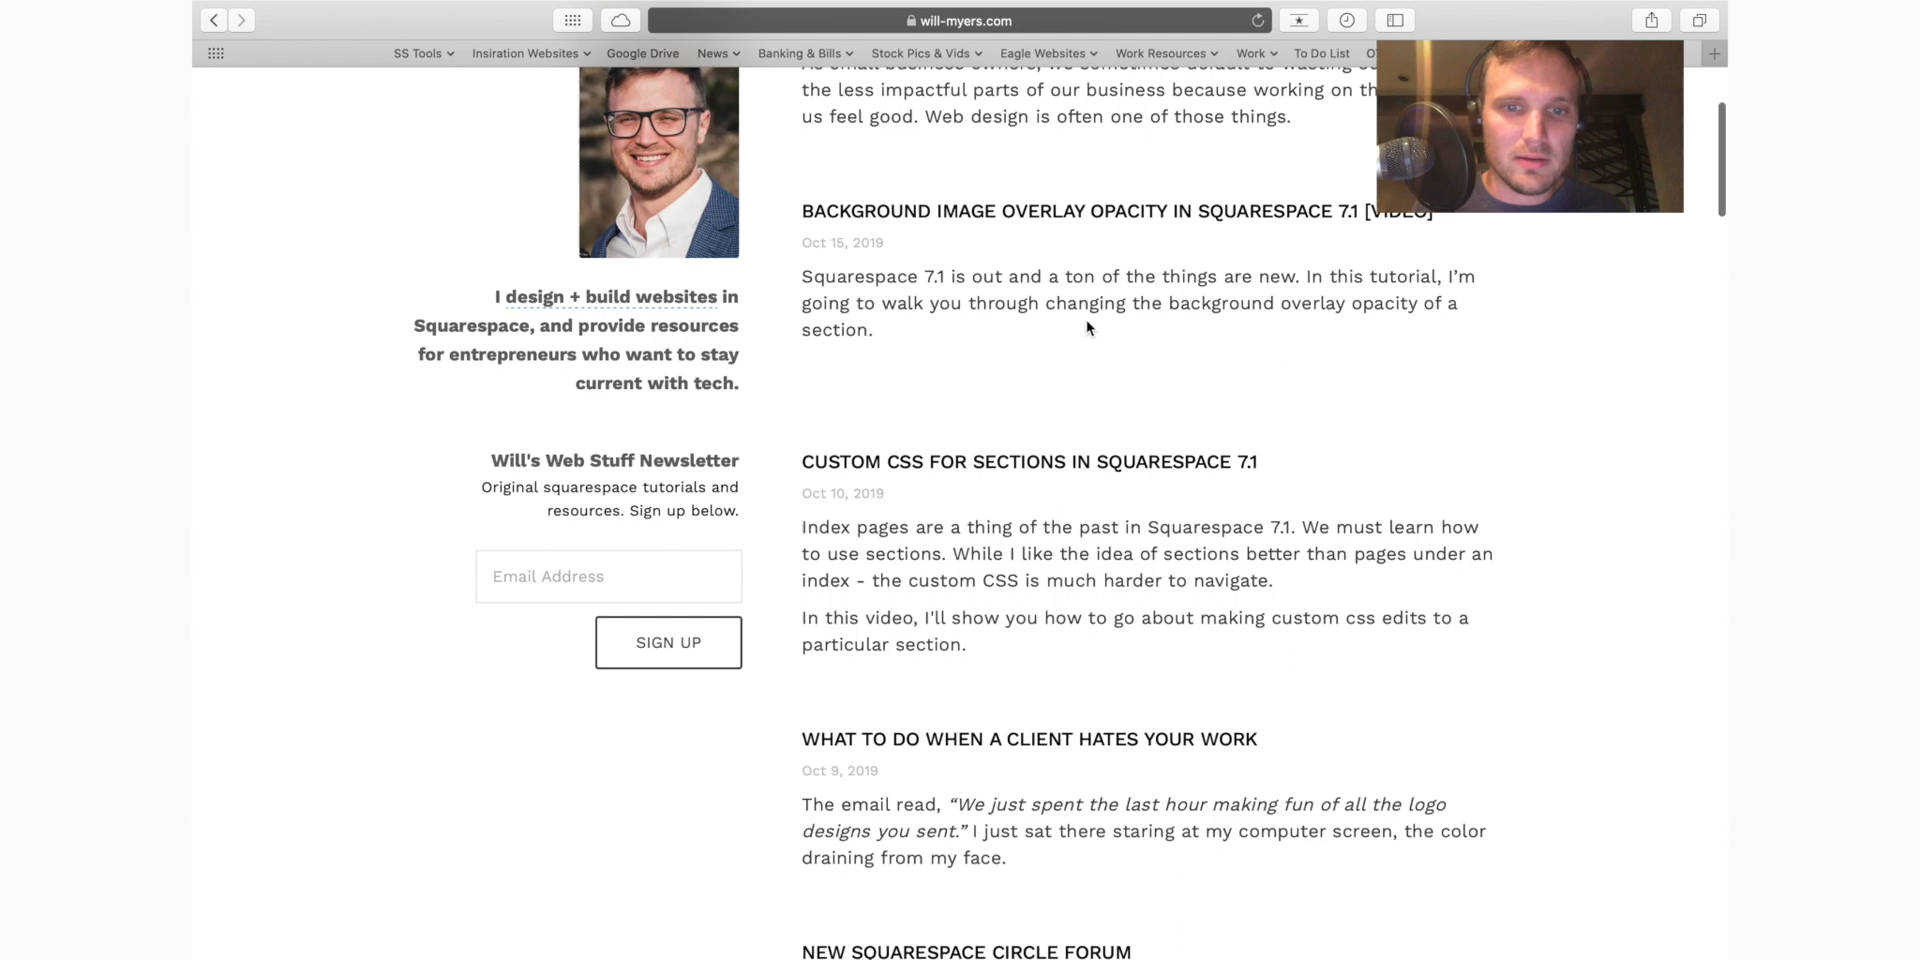 will-myers.com
SS Tools
Insiration Websites
Google Drive
News
Banking & Bills
Stock Pics & Vids
Eagle Websites
Work Resources
Work
To Do List
the less impactful parts of our business because working on th
us feel good. Web design is often one of those things.
BACKGROUND IMAGE OVERLAY OPACITY IN SQUARESPACE 7.1 [VIDEO]
Oct 15, 2019
Squarespace 7.1 is out and a ton of the things are new. In this tutorial, I'm
going to walk you through changing the background overlay opacity of a
section.
I design + build websites in
Squarespace, and provide resources
for entrepreneurs who want to stay
current with tech.
Will's Web Stuff Newsletter
Original squarespace tutorials and
resources. Sign up below.
Email Address
SIGN UP
CUSTOM CSS FOR SECTIONS IN SQUARESPACE 7.1
Oct 10, 2019
Index pages are a thing of the past in Squarespace 7.1. We must learn how
to use sections. While I like the idea of sections better than pages under an
index - the custom CSS is much harder to navigate.
In this video, I'll show you how to go about making custom css edits to a
particular section.
WHAT TO DO WHEN A CLIENT HATES YOUR WORK
Oct 9, 2019
The email read, “We just spent the last hour making fun of all the logo
designs you sent.” I just sat there staring at my computer screen, the color
draining from my face.
NEW SQUARESPACE CIRCLE FORUM